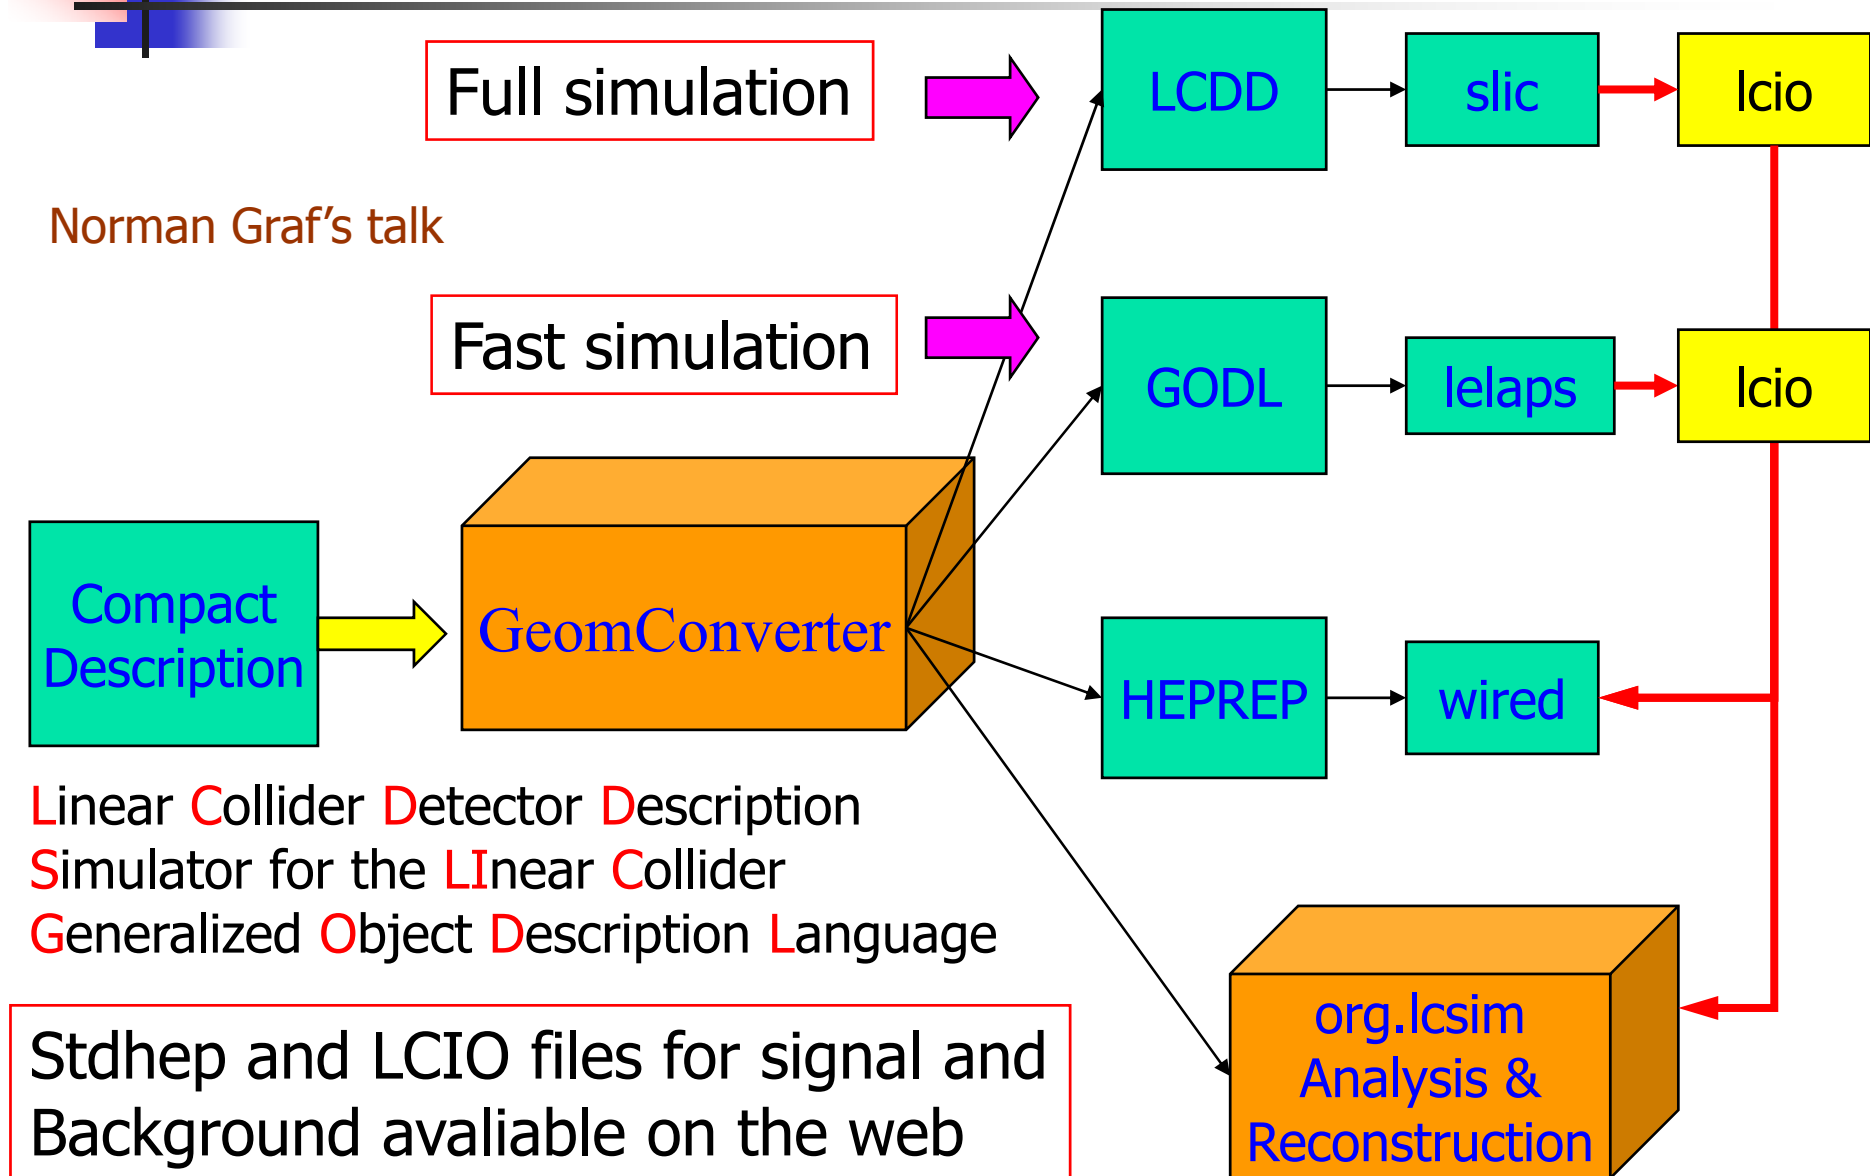 Full simulation
LCDD
slic
lcio
Norman Graf’s talk
Fast simulation
GODL
lelaps
lcio
Compact
Description
GeomConverter
HEPREP
wired
Linear Collider Detector Description
Simulator for the LInear Collider
Generalized Object Description Language
org.lcsim
Analysis &
Reconstruction
Stdhep and LCIO files for signal and
Background avaliable on the web